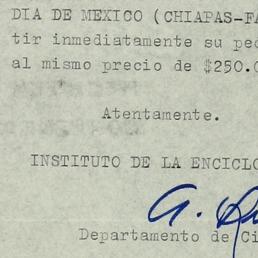 DIA DE MEXICO (CHIAPAS-FA
tir inmediatamente su pe
al mismo precio de $250.0
Atentamente.
INSTITUTO DE LA ENCICLO
Departamento de Ci